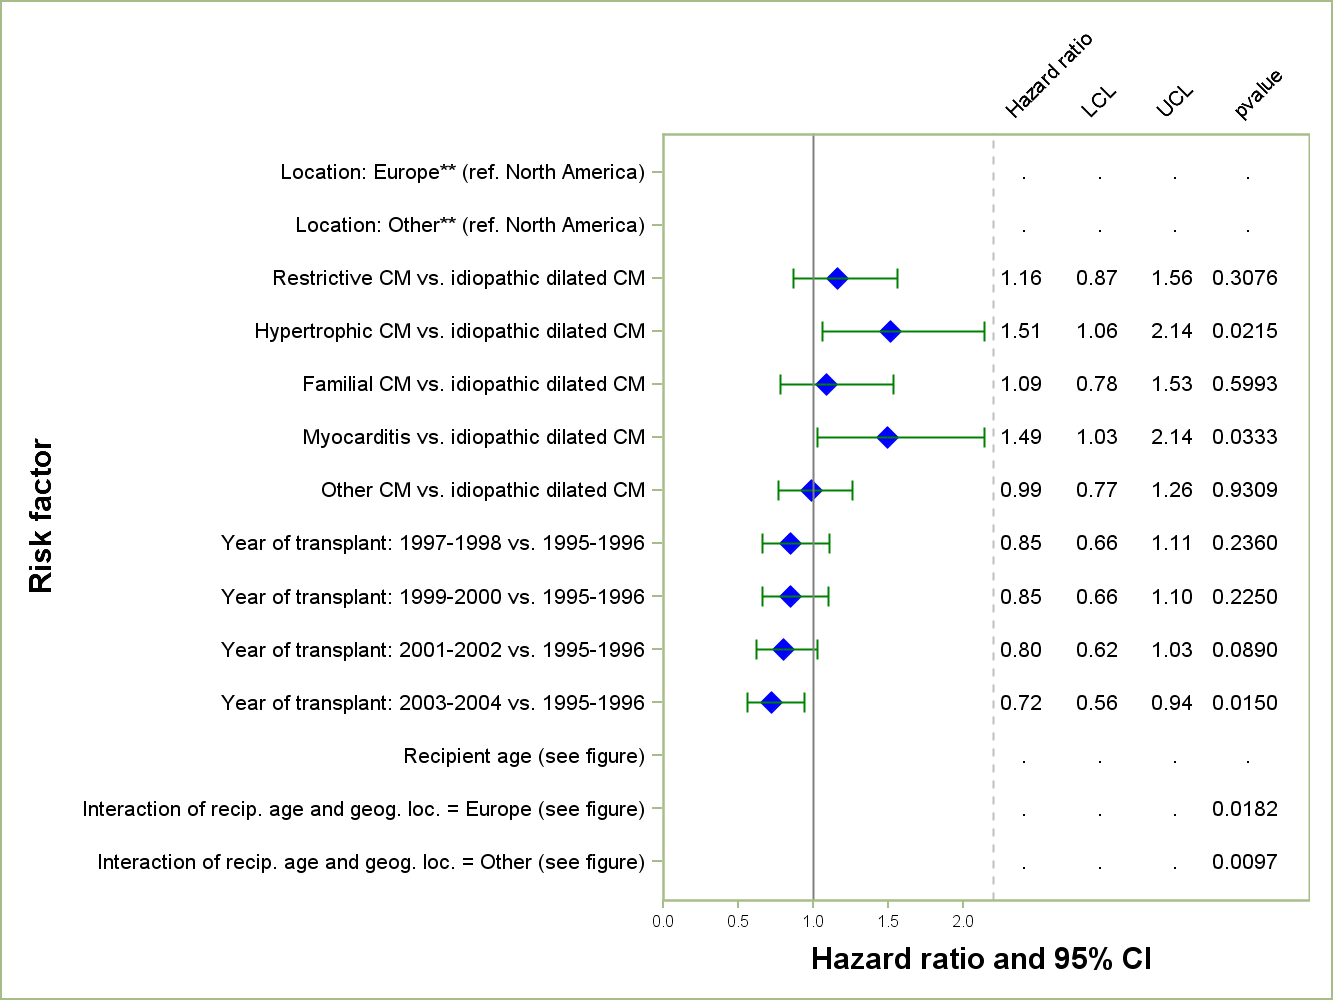 Hazard ratio LCL UCL pvalue
Location: Europe** (ref. North America) . . . .
Location: Other** (ref. North America) . . . .
Restrictive CM vs. idiopathic dilated CM 1.16 0.87 1.56 0.3076
Hypertrophic CM vs. idiopathic dilated CM 1.51 1.06 2.14 0.0215
Familial CM vs. idiopathic dilated CM 1.09 0.78 1.53 0.5993
Myocarditis vs. idiopathic dilated CM 1.49 1.03 2.14 0.0333
Other CM vs. idiopathic dilated CM 0.99 0.77 1.26 0.9309
Year of transplant: 1997-1998 vs. 1995-1996 0.85 0.66 1.11 0.2360
Year of transplant: 1999-2000 vs. 1995-1996 0.85 0.66 1.10 0.2250
Year of transplant: 2001-2002 vs. 1995-1996 0.80 0.62 1.03 0.0890
Year of transplant: 2003-2004 vs. 1995-1996 0.72 0.56 0.94 0.0150
Recipient age (see figure) . . . .
Interaction of recip. age and geog. loc. = Europe (see figure) . . . 0.0182
Interaction of recip. age and geog. loc. = Other (see figure) . . . 0.0097
Risk factor
0.0 0.5 1.0 1.5 2.0
Hazard ratio and 95% CI